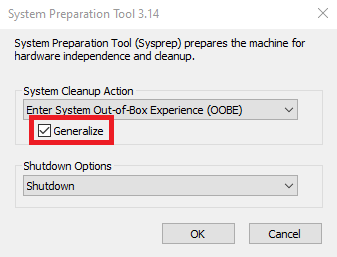 System Preparation Tool 3.14
System Preparation Tool (Sysprep) prepares the machine for
hardware independence and cleanup.
System Cleanup Action
Enter System Out-of-Box Experience (OOBE)
Generalize
Shutdown Options
Shutdown
OK Cancel